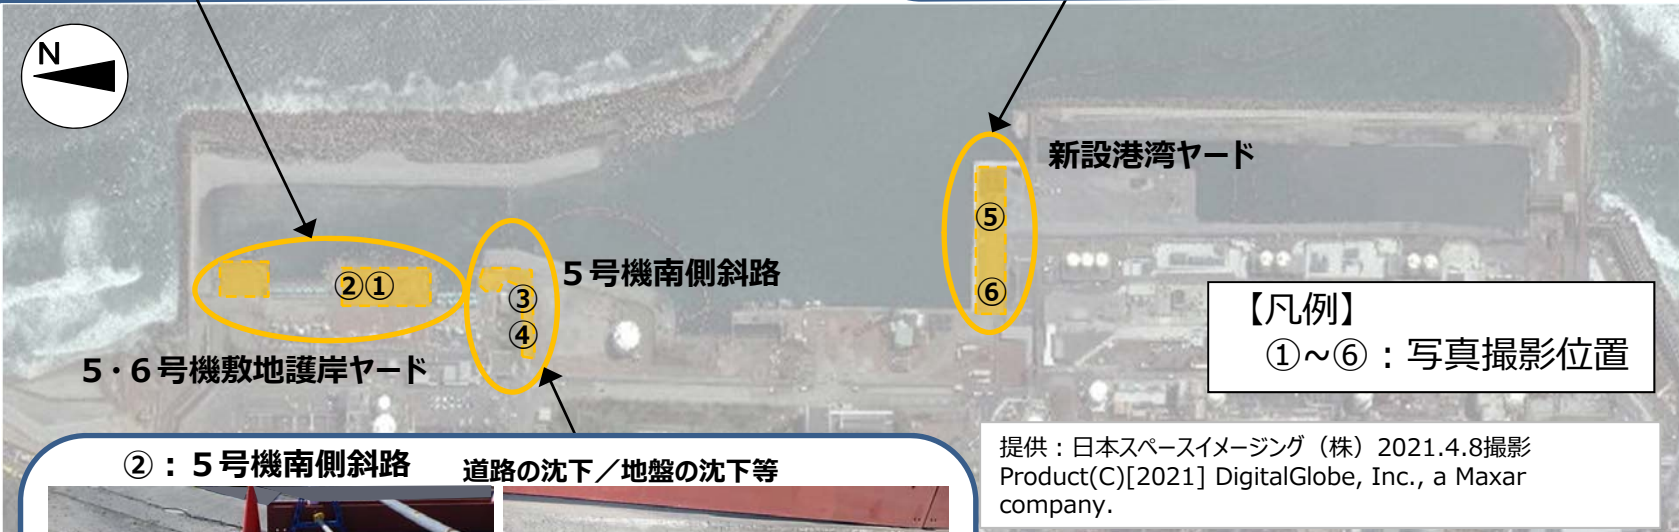 N
新設港湾ヤード
⑤
５号機南側斜路
②①
③
⑥
④
【凡例】
①~⑥：写真撮影位置
５・６号機敷地護岸ヤード
提供：日本スペースイメージング（株）2021.4.8撮影
Product(C)[2021] DigitalGlobe, Inc., a Maxar
company.
②：５号機南側斜路
道路の沈下／地盤の沈下等